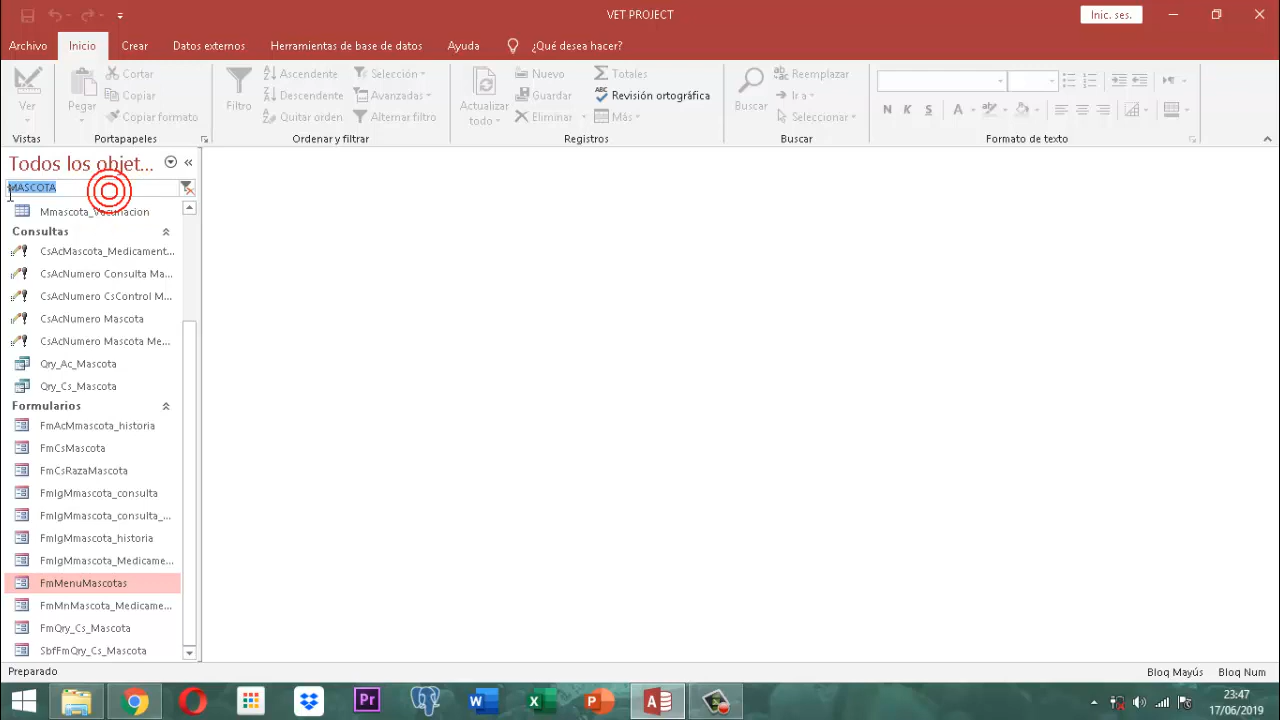 VET PROJECT
Inic. ses.
Archivo Inicio Crear Datos externos Herramientas de base de datos Ayuda ¿Qué desea hacer?
Ver
Pegar
Cortar
Copiar
Copiar formato
Filtro
Ascendente
Descendente
Quitar orden
Selección
Avanzadas
Alternar filtro
Actualizar
todo
Nuevo
Guardar
Eliminar
Totales
Revisión ortográfica
Más
Buscar
Reemplazar
Ir a
Seleccionar
N K S A
Vistas Portapapeles Ordenar y filtrar Registros Buscar Formato de texto
Todos los objet...
MASCOTA
Mmascota_Vacunacion
Consultas
CsAcMascota_Medicament...
CsAcNumero Consulta Ma...
CsAcNumero CsControl M...
CsAcNumero Mascota
CsAcNumero Mascota Me...
Qry_Ac_Mascota
Qry_Cs_Mascota
Formularios
FmAcMmascota_historia
FmCsMascota
FmCsRazaMascota
FmIgMmascota_consulta
FmIgMmascota_consulta_...
FmIgMmascota_historia
FmIgMmascota_Medicame...
FmMenuMascotas
FmMnMascota_Medicame...
FmQry_Cs_Mascota
SbfFmQry_Cs_Mascota
Preparado
Bloq Mayús Bloq Num
23:47
17/06/2019